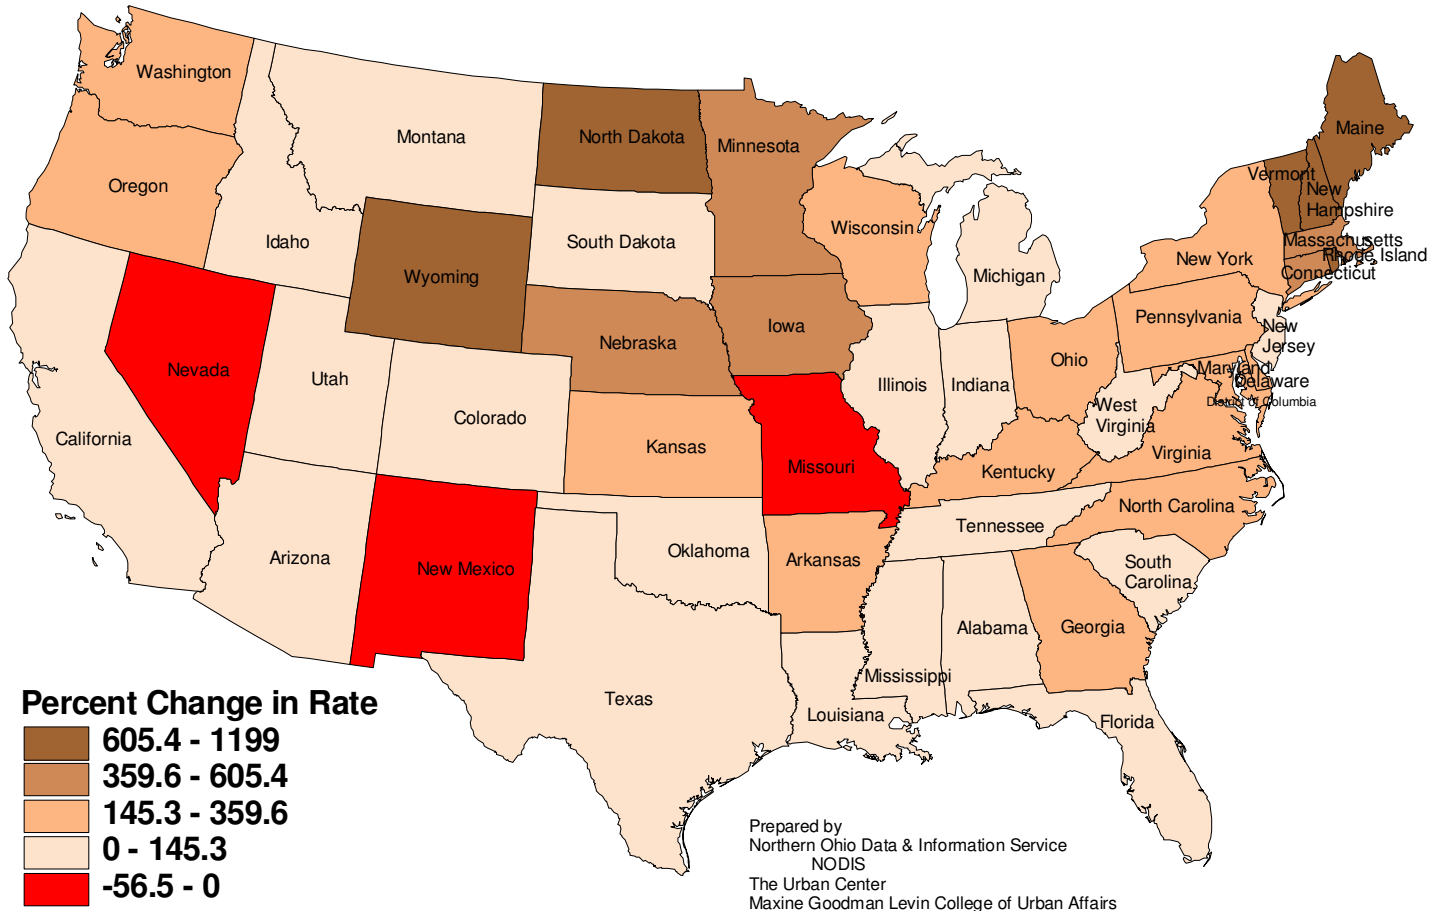 Washington
Montana
North Dakota
Minnesota
Maine
Oregon
Idaho
Wyoming
South Dakota
Wisconsin
Michigan
Vermont
New
Hampshire
Massachusetts
Rhode Island
Connecticut
New York
Nevada
Utah
Colorado
Nebraska
Iowa
Illinois
Indiana
Ohio
Pennsylvania
New
Jersey
Maryland
Delaware
District of Columbia
California
Kansas
Missouri
Kentucky
West
Virginia
Virginia
Arizona
New Mexico
Oklahoma
Arkansas
Tennessee
North Carolina
South
Carolina
Texas
Louisiana
Mississippi
Alabama
Georgia
Florida
Percent Change in Rate
605.4 - 1199
359.6 - 605.4
145.3 - 359.6
0 - 145.3
-56.5 - 0
Prepared by
Northern Ohio Data & Information Service
NODIS
The Urban Center
Maxine Goodman Levin College of Urban Affairs